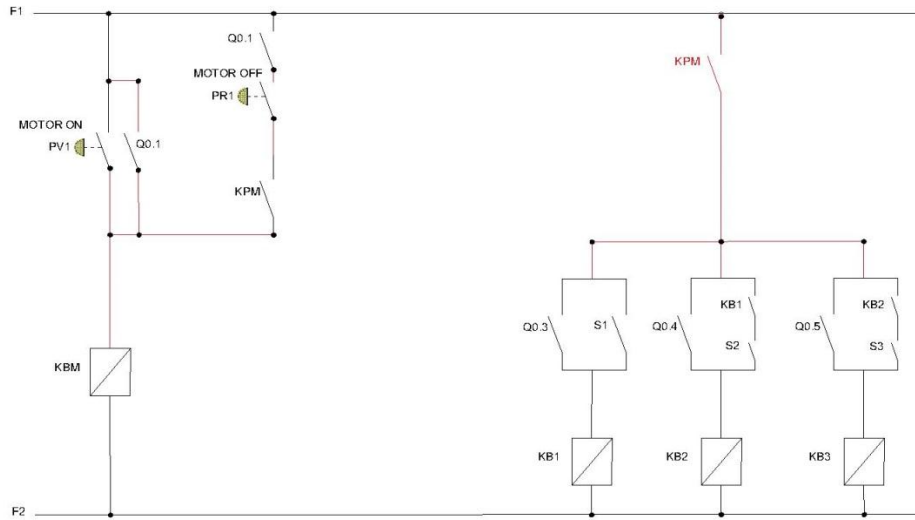 F1
Q0.1
MOTOR OFF
PR1
KPM
MOTOR ON
PV1
Q0.1
KPM
KBM
Q0.3
S1
Q0.4
KB1
S2
Q0.5
KB2
S3
KB1
KB2
KB3
F2